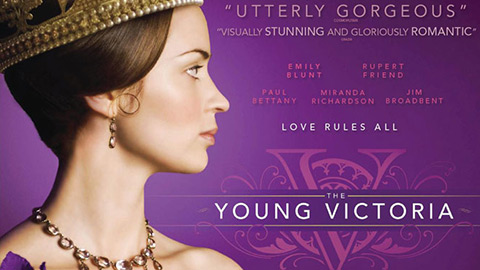 "UTTERLY GORGEOUS"
"VISUALLY STUNNING AND GLORIOUSLY ROMANTIC"
EMILY BLUNT
RUPERT FRIEND
PAUL BETTANY
MIRANDA RICHARDSON
JIM BROADBENT
LOVE RULES ALL
THE
YOUNG VICTORIA